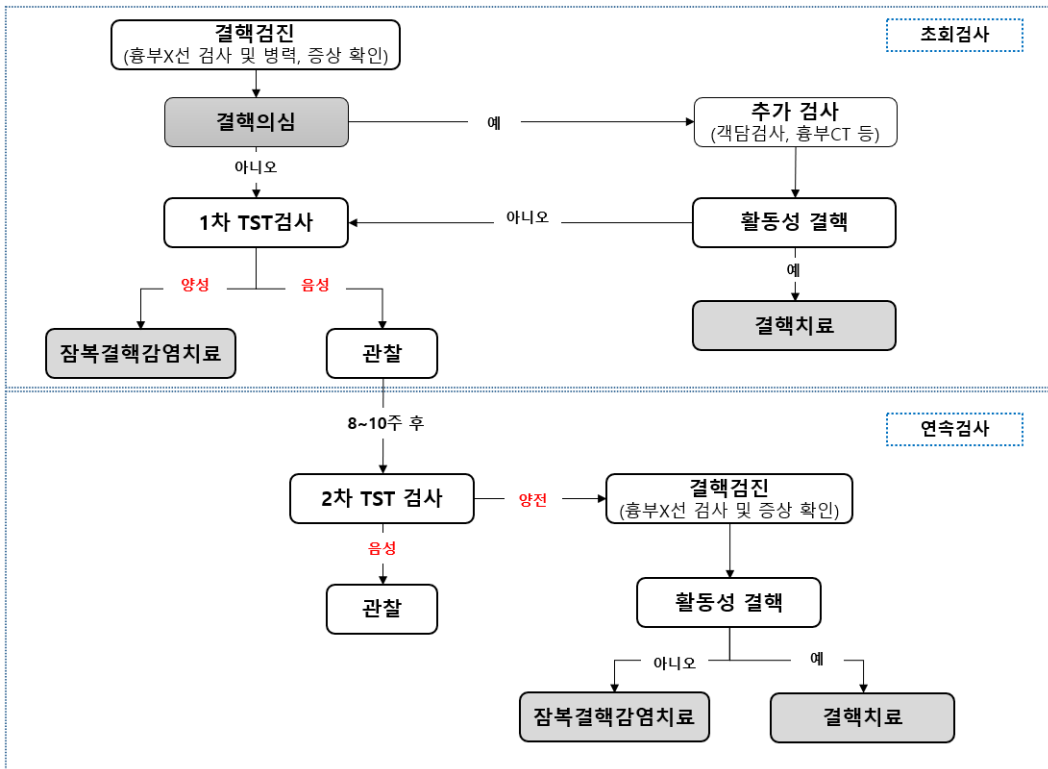 결핵검진
(흉부X선 검사 및 병력, 증상 확인)
초회검사
결핵의심
예
추가 검사
(객담검사, 흉부CT 등)
아니오
1차 TST검사
아니오
활동성 결핵
양성
음성
예
잠복결핵감염치료
관찰
결핵치료
8~10주 후
연속검사
2차 TST 검사
양전
결핵검진
(흉부X선 검사 및 증상 확인)
음성
관찰
활동성 결핵
아니오
예
잠복결핵감염치료
결핵치료